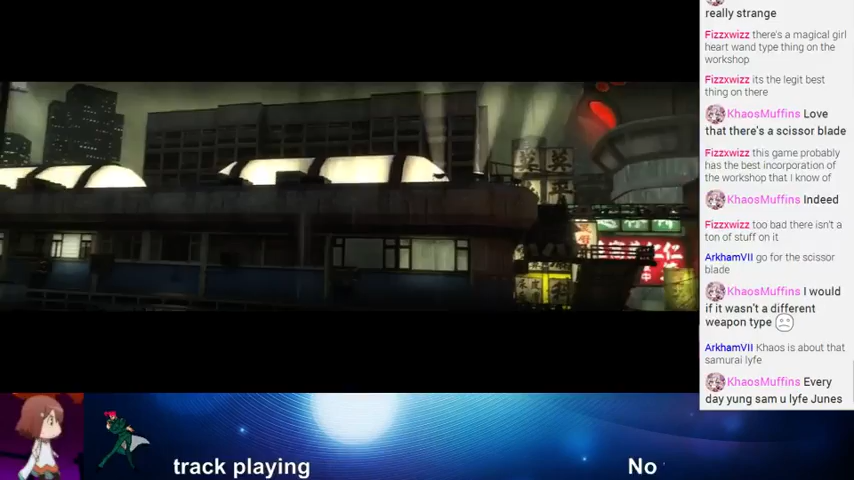 really strange
Fizzxwizz there's a magical girl
heart wand type thing on the
workshop
Fizzxwizz its the legit best
thing on there
KhaosMuffins Love
that there's a scissor blade
Fizzxwizz this game probably
has the best incorporation of
the workshop that I know of
KhaosMuffins Indeed
Fizzxwizz too bad there isn't a
ton of stuff on it
ArkhamVII go for the scissor
blade
KhaosMuffins I would
if it wasn't a different
weapon type
ArkhamVII Khaos is about that
samurai lyfe
KhaosMuffins Every
day yung sam u lyfe Junes
track playing No